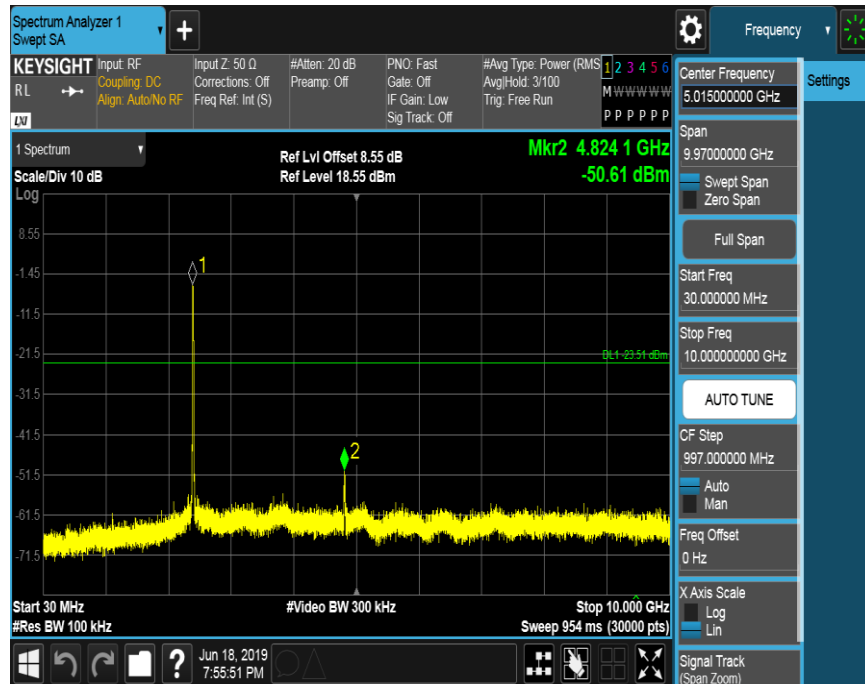 Spectrum Analyzer 1
Swept SA
Frequency
KEYSIGHT
RL
LXI
Input: RF
Coupling: DC
Align: Auto/No RF
Input Z: 50 Ω
Corrections: Off
Freq Ref: Int (S)
#Atten: 20 dB
Preamp: Off
PNO: Fast
Gate: Off
IF Gain: Low
Sig Track: Off
#Avg Type: Power (RMS
Avg|Hold: 3/100
Trig: Free Run
1 2 3 4 5 6
M W W W W W
P P P P P P
1 Spectrum
Scale/Div 10 dB
Log
Ref Lvl Offset 8.55 dB
Ref Level 18.55 dBm
Mkr2 4.824 1 GHz
-50.61 dBm
8.55
-1.45
-11.5
-21.5
-31.5
-41.5
-51.5
-61.5
-71.5
1
2
DL1 -23.51 dBm
Start 30 MHz
#Res BW 100 kHz
#Video BW 300 kHz
Stop 10.000 GHz
Sweep 954 ms (30000 pts)
Jun 18, 2019
7:55:51 PM
Center Frequency
5.015000000 GHz
Span
9.97000000 GHz
Swept Span
Zero Span
Full Span
Start Freq
30.000000 MHz
Stop Freq
10.000000000 GHz
AUTO TUNE
CF Step
997.000000 MHz
Auto
Man
Freq Offset
0 Hz
X Axis Scale
Log
Lin
Signal Track
(Span Zoom)
Settings